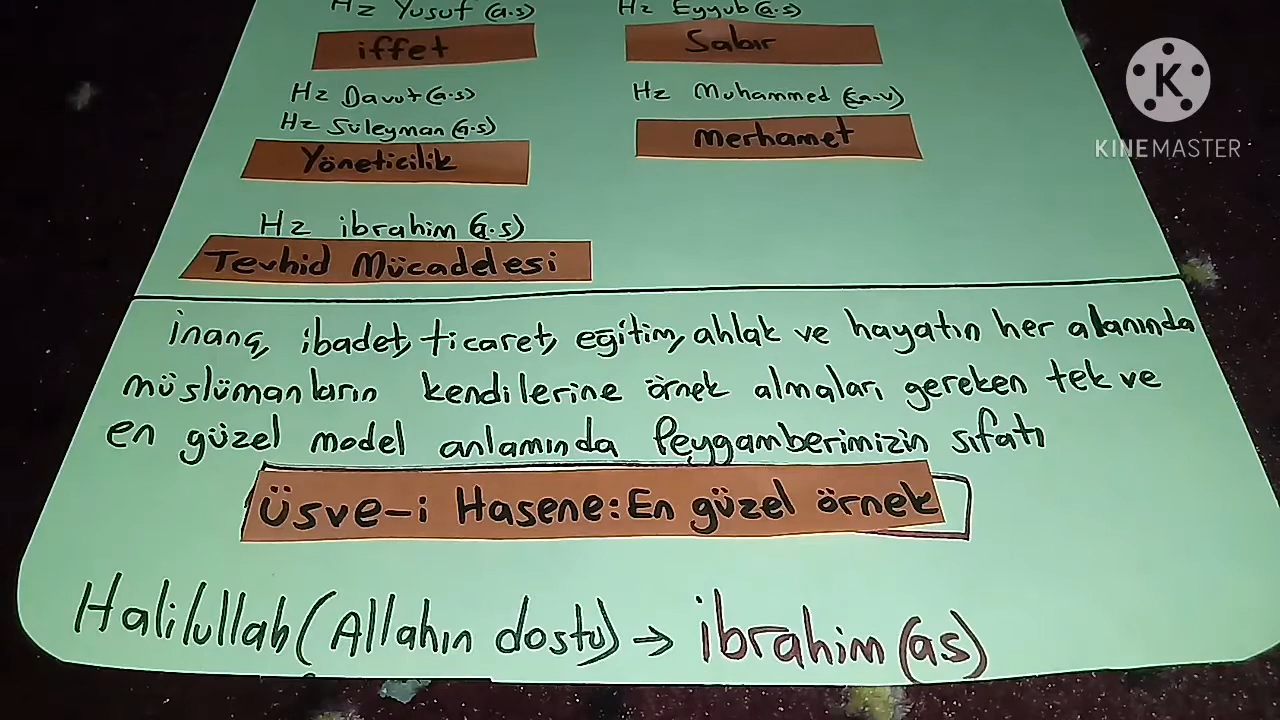 Hz Yusuf (a.s)
iffet
Hz Eyyub (a.s)
Sabır
Hz Davut (a.s)
Hz Süleyman (a.s)
Yöneticilik
Hz Muhammed (s.a.v)
Merhamet
Hz ibrahim (a.s)
Tevhid Mücadelesi
inanç, ibadet, ticaret, eğitim, ahlak ve hayatın her alanında
müslümanların kendilerine örnek almaları gereken tek ve
en güzel model anlamında Peygamberimizin sıfatı
Üsve-i Hasene: En güzel örnek
Halilullah (Allahın dostu) → ibrahim (as)
K
KINEMASTER